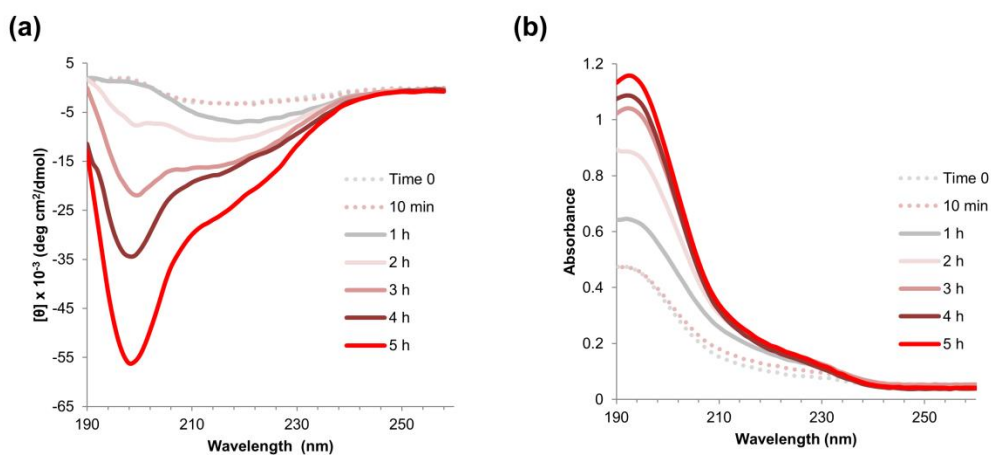 (a)
5
-5
-15
-25
-35
-45
-55
-65
[θ] x 10-3 (deg cm2/dmol)
190 210 230 250
Wavelength (nm)
Time 0
10 min
1 h
2 h
3 h
4 h
5 h
(b)
1.2
1
0.8
0.6
0.4
0.2
0
Absorbance
190 210 230 250
Wavelength (nm)
Time 0
10 min
1 h
2 h
3 h
4 h
5 h